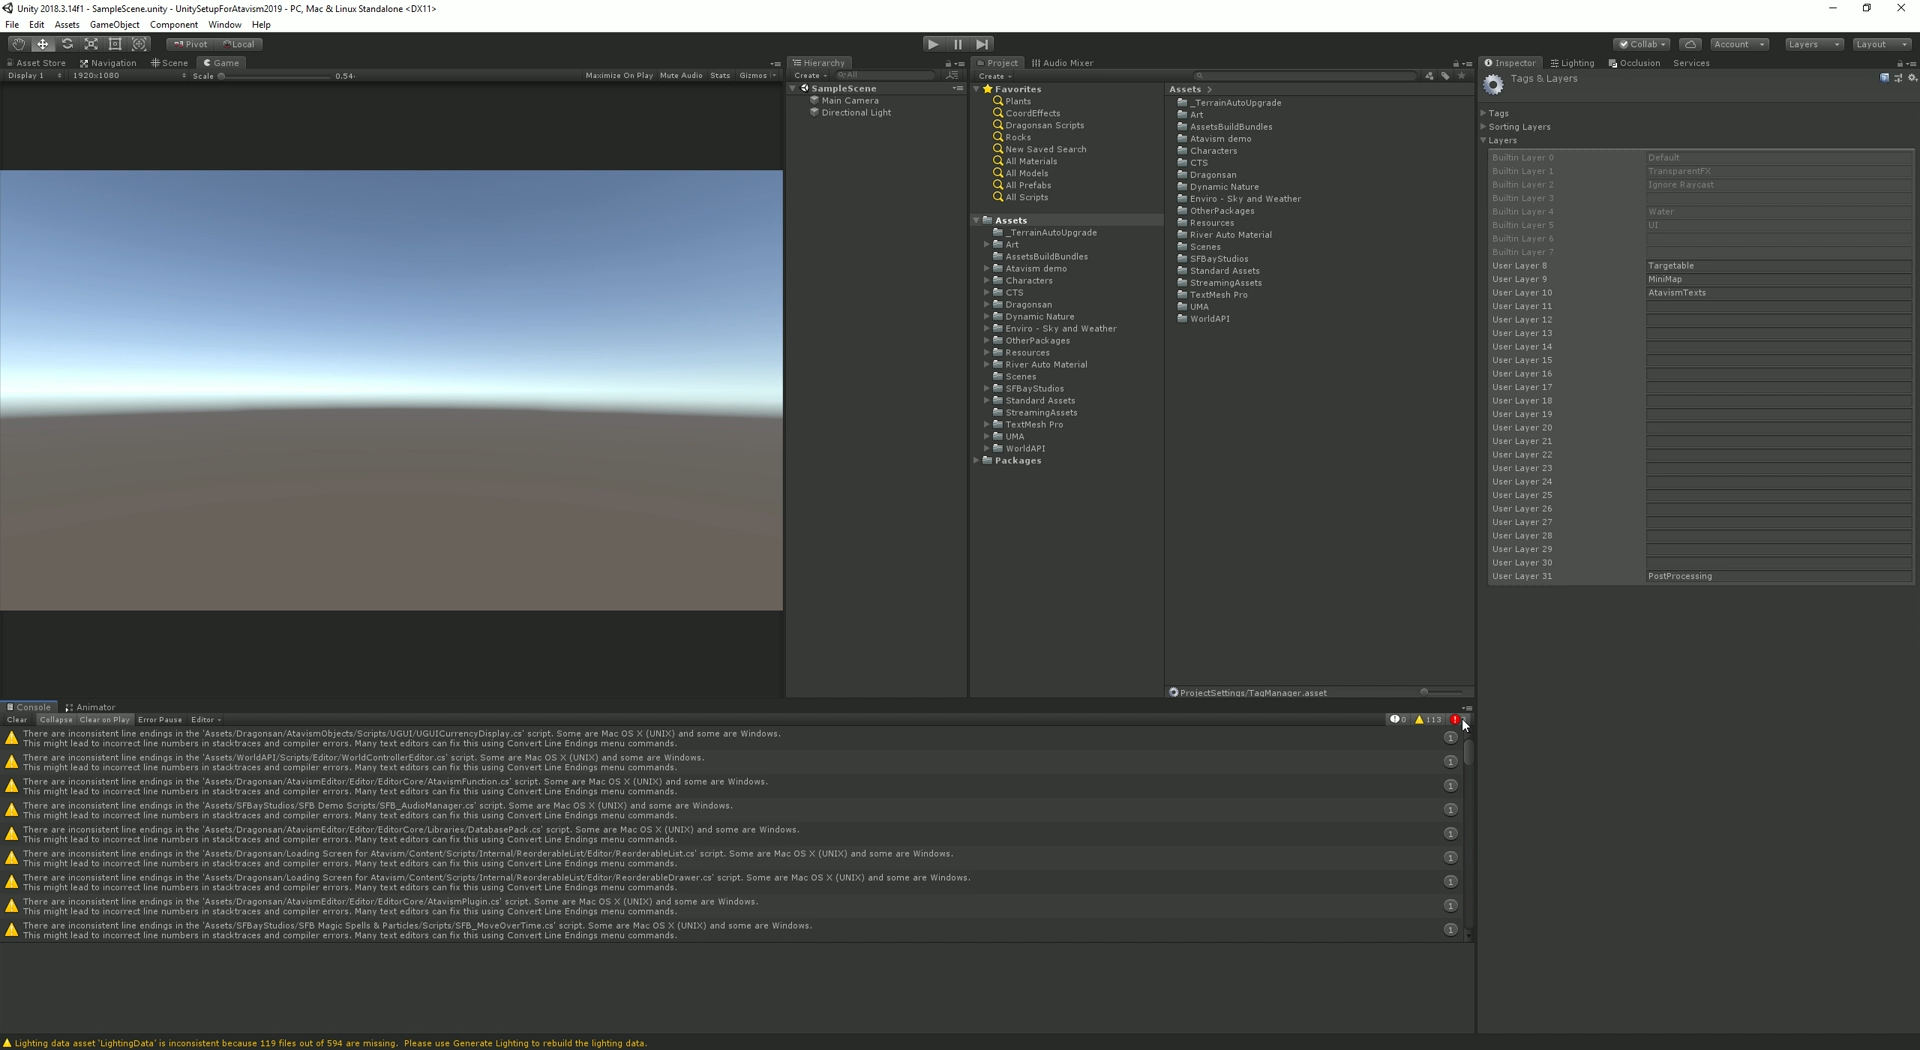 Unity 2018.3.14f1 - SampleScene.unity - UnitySetupForAtavism2019 - PC, Mac & Linux Standalone <DX11>
File Edit Assets GameObject Component Window Help
Pivot Local
Collab Account Layers Layout
Asset Store Navigation Scene Game
Display 1 1920x1080 Scale 0.54
Maximize On Play Mute Audio Stats Gizmos
Hierarchy
Create All
SampleScene
Main Camera
Directional Light
Project Audio Mixer
Create
Favorites
Plants
CoordEffects
Dragonsan Scripts
Rocks
New Saved Search
All Materials
All Models
All Prefabs
All Scripts
Assets
_TerrainAutoUpgrade
Art
AssetsBuildBundles
Atavism demo
Characters
CTS
Dragonsan
Dynamic Nature
Enviro - Sky and Weather
OtherPackages
Resources
River Auto Material
Scenes
SFBayStudios
Standard Assets
StreamingAssets
TextMesh Pro
UMA
WorldAPI
Packages
Assets
_TerrainAutoUpgrade
Art
AssetsBuildBundles
Atavism demo
Characters
CTS
Dragonsan
Dynamic Nature
Enviro - Sky and Weather
OtherPackages
Resources
River Auto Material
Scenes
SFBayStudios
Standard Assets
StreamingAssets
TextMesh Pro
UMA
WorldAPI
ProjectSettings/TagManager.asset
Inspector Lighting Occlusion Services
Tags & Layers
Tags
Sorting Layers
Layers
Builtin Layer 0 Default
Builtin Layer 1 TransparentFX
Builtin Layer 2 Ignore Raycast
Builtin Layer 3
Builtin Layer 4 Water
Builtin Layer 5 UI
Builtin Layer 6
Builtin Layer 7
User Layer 8 Targetable
User Layer 9 MiniMap
User Layer 10 AtavismTexts
User Layer 11
User Layer 12
User Layer 13
User Layer 14
User Layer 15
User Layer 16
User Layer 17
User Layer 18
User Layer 19
User Layer 20
User Layer 21
User Layer 22
User Layer 23
User Layer 24
User Layer 25
User Layer 26
User Layer 27
User Layer 28
User Layer 29
User Layer 30
User Layer 31 PostProcessing
Console Animator
Clear Collapse Clear on Play Error Pause Editor
0 113
There are inconsistent line endings in the 'Assets/Dragonsan/AtavismObjects/Scripts/UGUI/UGUICurrencyDisplay.cs' script. Some are Mac OS X (UNIX) and some are Windows.
This might lead to incorrect line numbers in stacktraces and compiler errors. Many text editors can fix this using Convert Line Endings menu commands. 1
There are inconsistent line endings in the 'Assets/WorldAPI/Scripts/Editor/WorldControllerEditor.cs' script. Some are Mac OS X (UNIX) and some are Windows.
This might lead to incorrect line numbers in stacktraces and compiler errors. Many text editors can fix this using Convert Line Endings menu commands. 1
There are inconsistent line endings in the 'Assets/Dragonsan/AtavismEditor/Editor/EditorCore/AtavismFunction.cs' script. Some are Mac OS X (UNIX) and some are Windows.
This might lead to incorrect line numbers in stacktraces and compiler errors. Many text editors can fix this using Convert Line Endings menu commands. 1
There are inconsistent line endings in the 'Assets/SFBayStudios/SFB Demo Scripts/SFB_AudioManager.cs' script. Some are Mac OS X (UNIX) and some are Windows.
This might lead to incorrect line numbers in stacktraces and compiler errors. Many text editors can fix this using Convert Line Endings menu commands. 1
There are inconsistent line endings in the 'Assets/Dragonsan/AtavismEditor/Editor/EditorCore/Libraries/DatabasePack.cs' script. Some are Mac OS X (UNIX) and some are Windows.
This might lead to incorrect line numbers in stacktraces and compiler errors. Many text editors can fix this using Convert Line Endings menu commands. 1
There are inconsistent line endings in the 'Assets/Dragonsan/Loading Screen for Atavism/Content/Scripts/Internal/ReorderableList/Editor/ReorderableList.cs' script. Some are Mac OS X (UNIX) and some are Windows.
This might lead to incorrect line numbers in stacktraces and compiler errors. Many text editors can fix this using Convert Line Endings menu commands. 1
There are inconsistent line endings in the 'Assets/Dragonsan/Loading Screen for Atavism/Content/Scripts/Internal/ReorderableList/Editor/ReorderableDrawer.cs' script. Some are Mac OS X (UNIX) and some are Windows.
This might lead to incorrect line numbers in stacktraces and compiler errors. Many text editors can fix this using Convert Line Endings menu commands. 1
There are inconsistent line endings in the 'Assets/Dragonsan/AtavismEditor/Editor/EditorCore/AtavismPlugin.cs' script. Some are Mac OS X (UNIX) and some are Windows.
This might lead to incorrect line numbers in stacktraces and compiler errors. Many text editors can fix this using Convert Line Endings menu commands. 1
There are inconsistent line endings in the 'Assets/SFBayStudios/SFB Magic Spells & Particles/Scripts/SFB_MoveOverTime.cs' script. Some are Mac OS X (UNIX) and some are Windows.
This might lead to incorrect line numbers in stacktraces and compiler errors. Many text editors can fix this using Convert Line Endings menu commands. 1
Lighting data asset 'LightingData' is inconsistent because 119 files out of 594 are missing. Please use Generate Lighting to rebuild the lighting data.